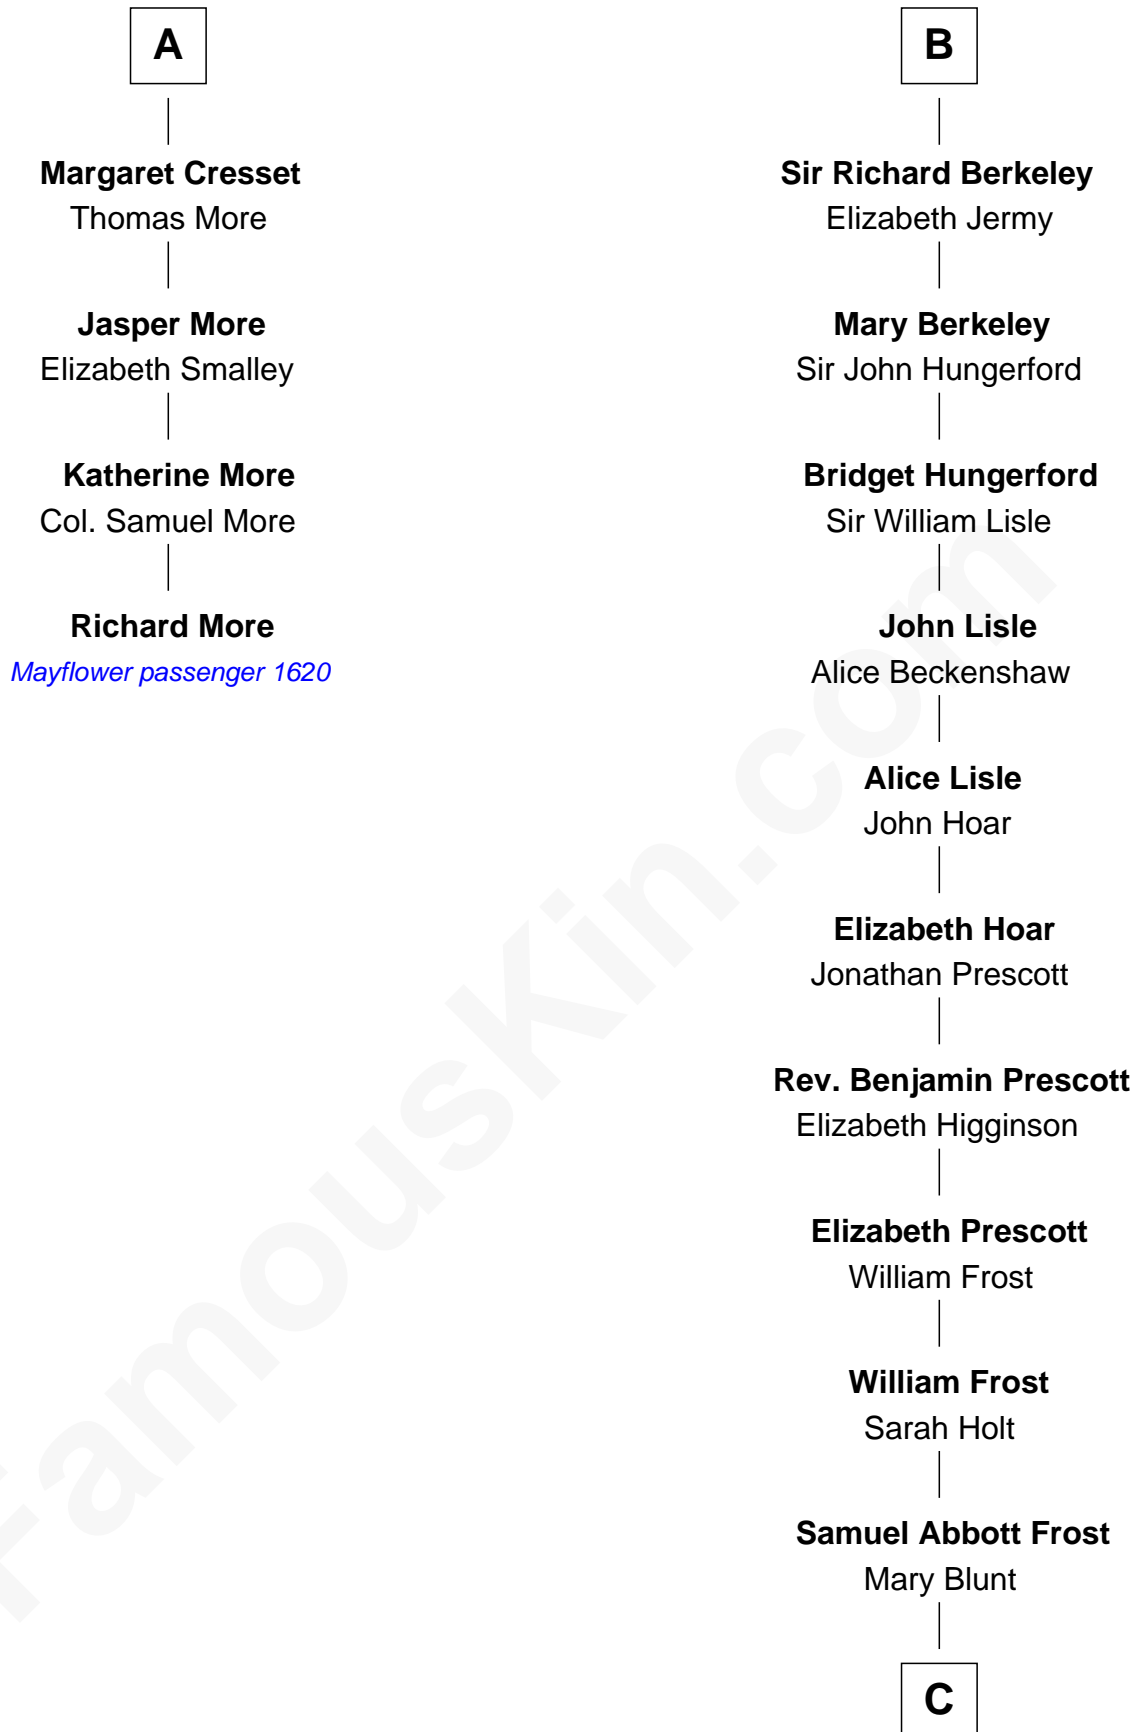 A
Margaret Cresset
Thomas More
Jasper More
Elizabeth Smalley
Katherine More
Col. Samuel More
Richard More
Mayflower passenger 1620
B
Sir Richard Berkeley
Elizabeth Jermy
Mary Berkeley
Sir John Hungerford
Bridget Hungerford
Sir William Lisle
John Lisle
Alice Beckenshaw
Alice Lisle
John Hoar
Elizabeth Hoar
Jonathan Prescott
Rev. Benjamin Prescott
Elizabeth Higginson
Elizabeth Prescott
William Frost
William Frost
Sarah Holt
Samuel Abbott Frost
Mary Blunt
C
FamousKin.com